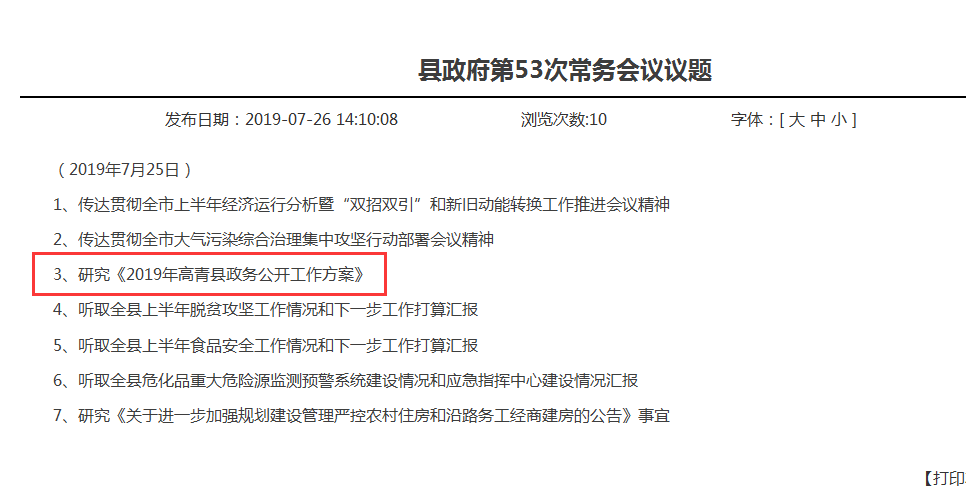 县政府第53次常务会议议题
发布日期：2019-07-26 14:10:08 浏览次数:10 字体：[ 大 中 小 ]
（2019年7月25日）
1、传达贯彻全市上半年经济运行分析暨“双招双引”和新旧动能转换工作推进会议精神
2、传达贯彻全市大气污染综合治理集中攻坚行动部署会议精神
3、研究《2019年高青县政务公开工作方案》
4、听取全县上半年脱贫攻坚工作情况和下一步工作打算汇报
5、听取全县上半年食品安全工作情况和下一步工作打算汇报
6、听取全县危化品重大危险源监测预警系统建设情况和应急指挥中心建设情况汇报
7、研究《关于进一步加强规划建设管理严控农村住房和沿路务工经商建房的公告》事宜
【打印